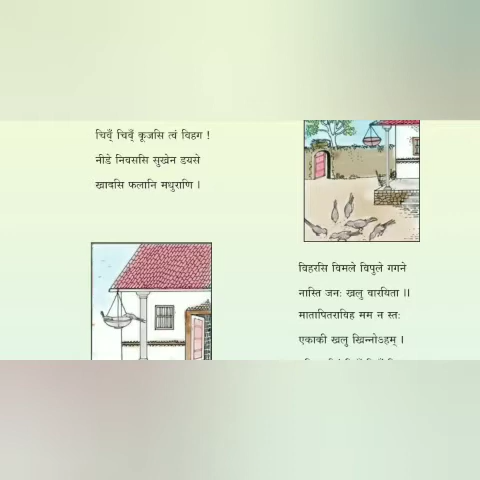 चिव्ँ चिव्ँ कूजसि त्वं विहग !
नीडे निवससि सुखेन डयसे
खादसि फलानि मधुराणि ।
विहरसि विमले विपुले गगने
नास्ति जनः खलु वारयिता ।।
मातापितराविह मम न स्तः
एकाकी खलु खिन्नोऽहम् ।